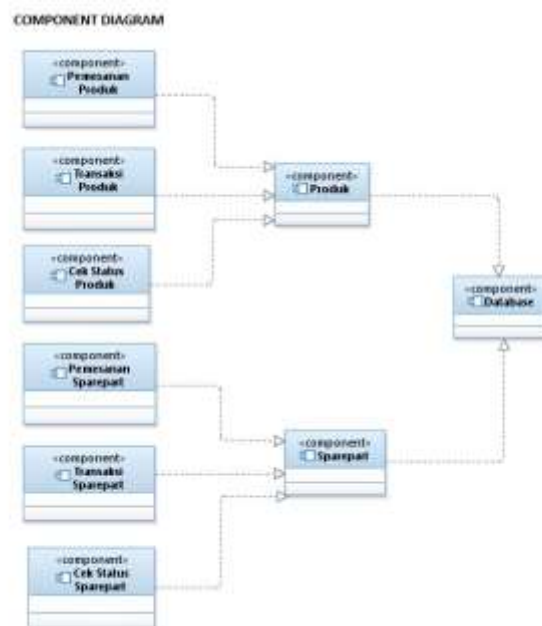 COMPONENT DIAGRAM
«component»
Pemesanan
Produk
«component»
Transaksi
Produk
«component»
Produk
«component»
Cek Status
Produk
«component»
Database
«component»
Pemesanan
Sparepart
«component»
Sparepart
«component»
Transaksi
Sparepart
«component»
Cek Status
Sparepart